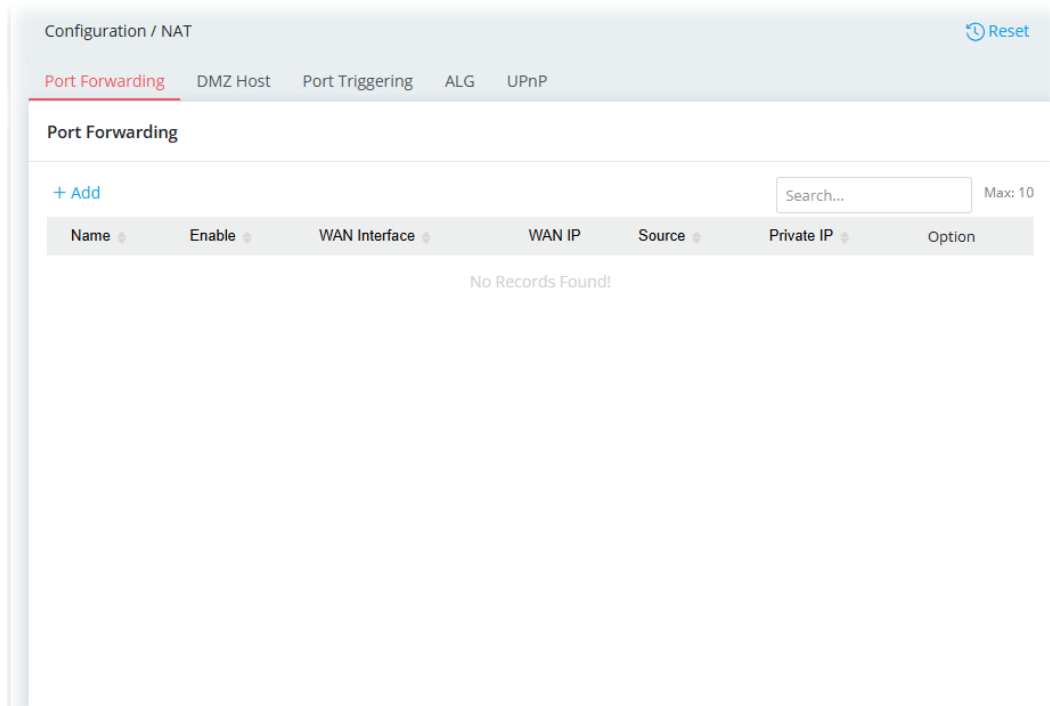 Configuration / NAT Reset
Port Forwarding DMZ Host Port Triggering ALG UPnP
Port Forwarding
+ Add Search... Max: 10
Name Enable WAN Interface WAN IP Source Private IP Option
No Records Found!